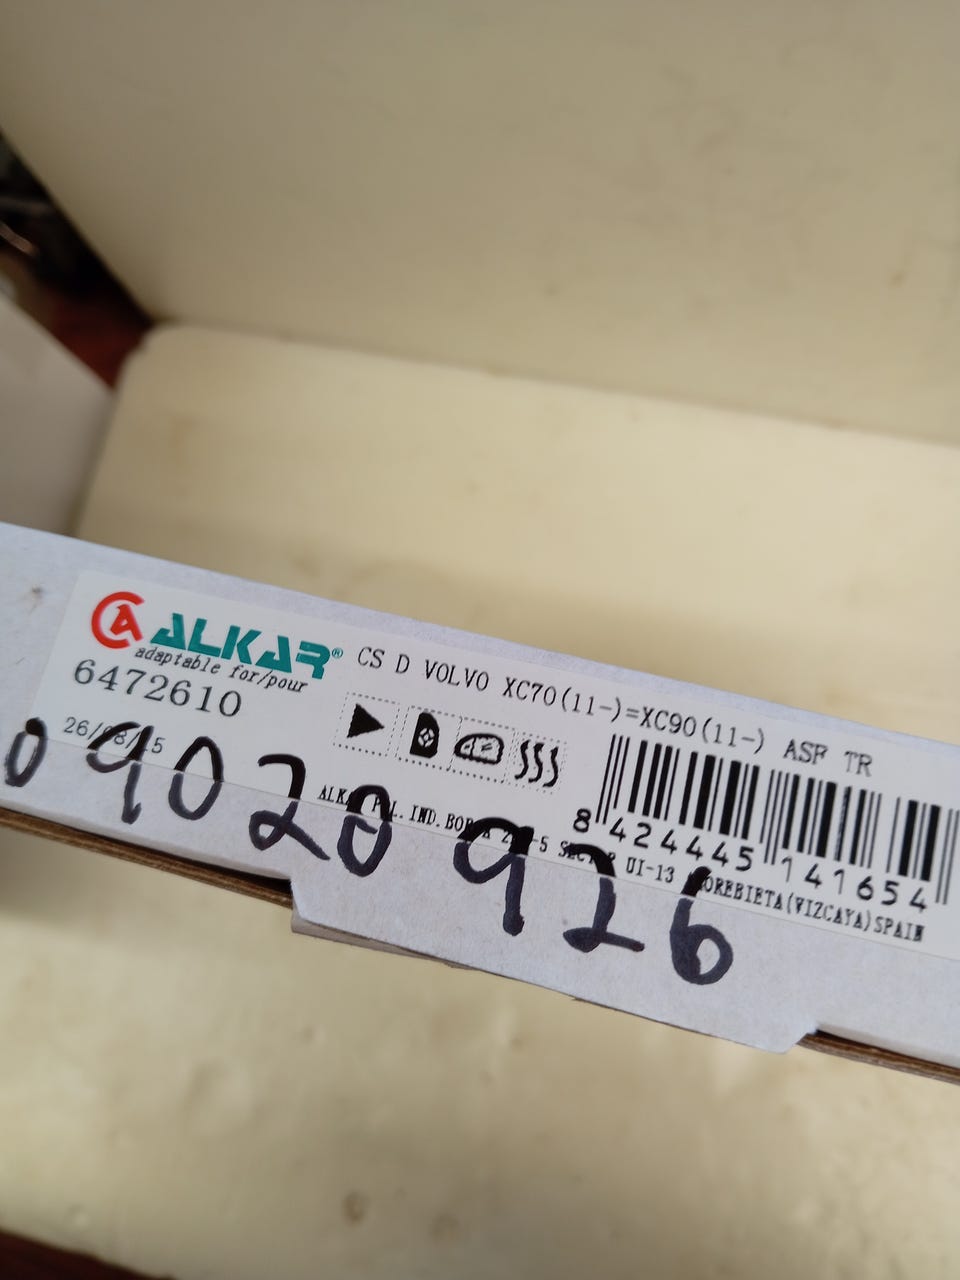 ALKAR®
adaptable for/pour
6472610
CS D VOLVO XC70(11-)=XC90(11-) ASF TR
8 424445 141654
UI-13 (VIZCAYA)SPAIN
09020926